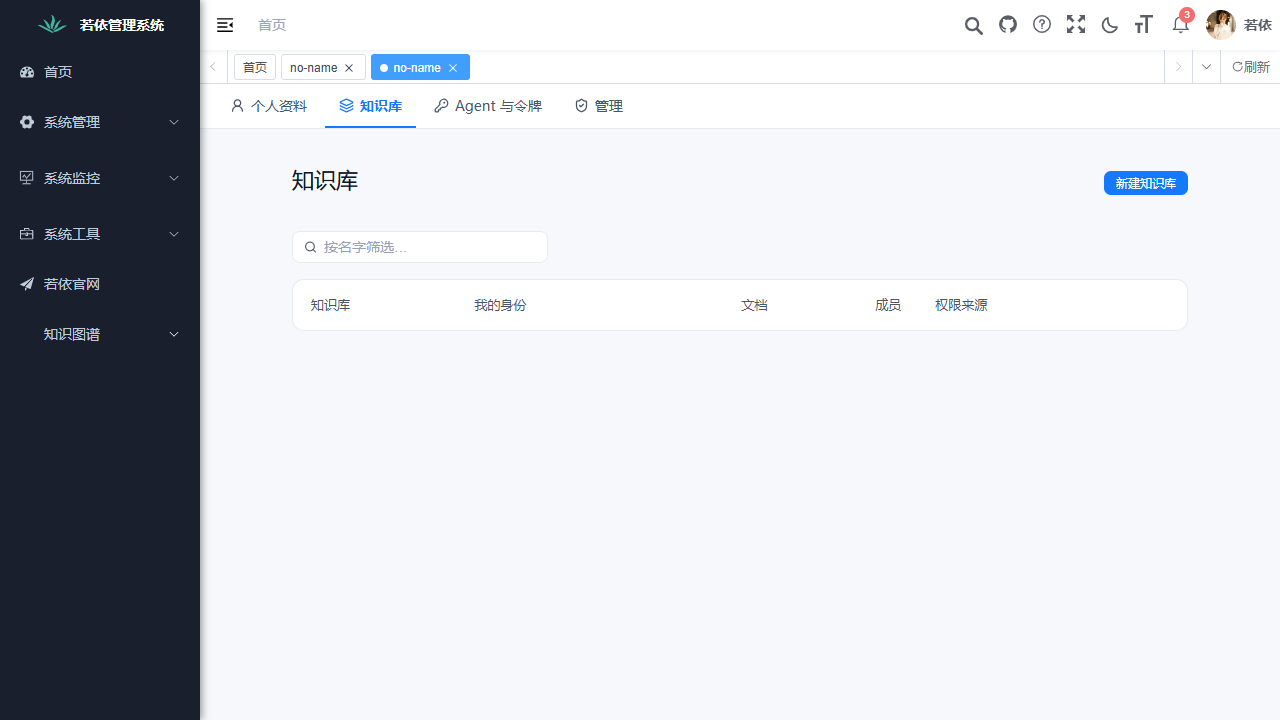 若依管理系统
首页
系统管理
系统监控
系统工具
若依官网
知识图谱
首页
3
若依
首页
no-name
no-name
刷新
个人资料
知识库
Agent 与令牌
管理
知识库
新建知识库
按名字筛选...
知识库 我的身份 文档 成员 权限来源